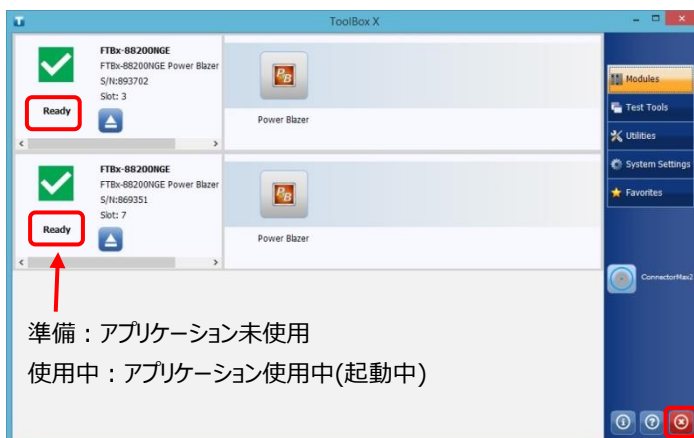 ToolBox X
FTBx-88200NGE
FTBx-88200NGE Power Blazer
S/N:893702
Slot: 3
Ready
Power Blazer
FTBx-88200NGE
FTBx-88200NGE Power Blazer
S/N:869351
Slot: 7
Ready
Power Blazer
準備：アプリケーション未使用
使用中：アプリケーション使用中(起動中)
Modules
Test Tools
Utilities
System Settings
Favorites
ConnectorMax2